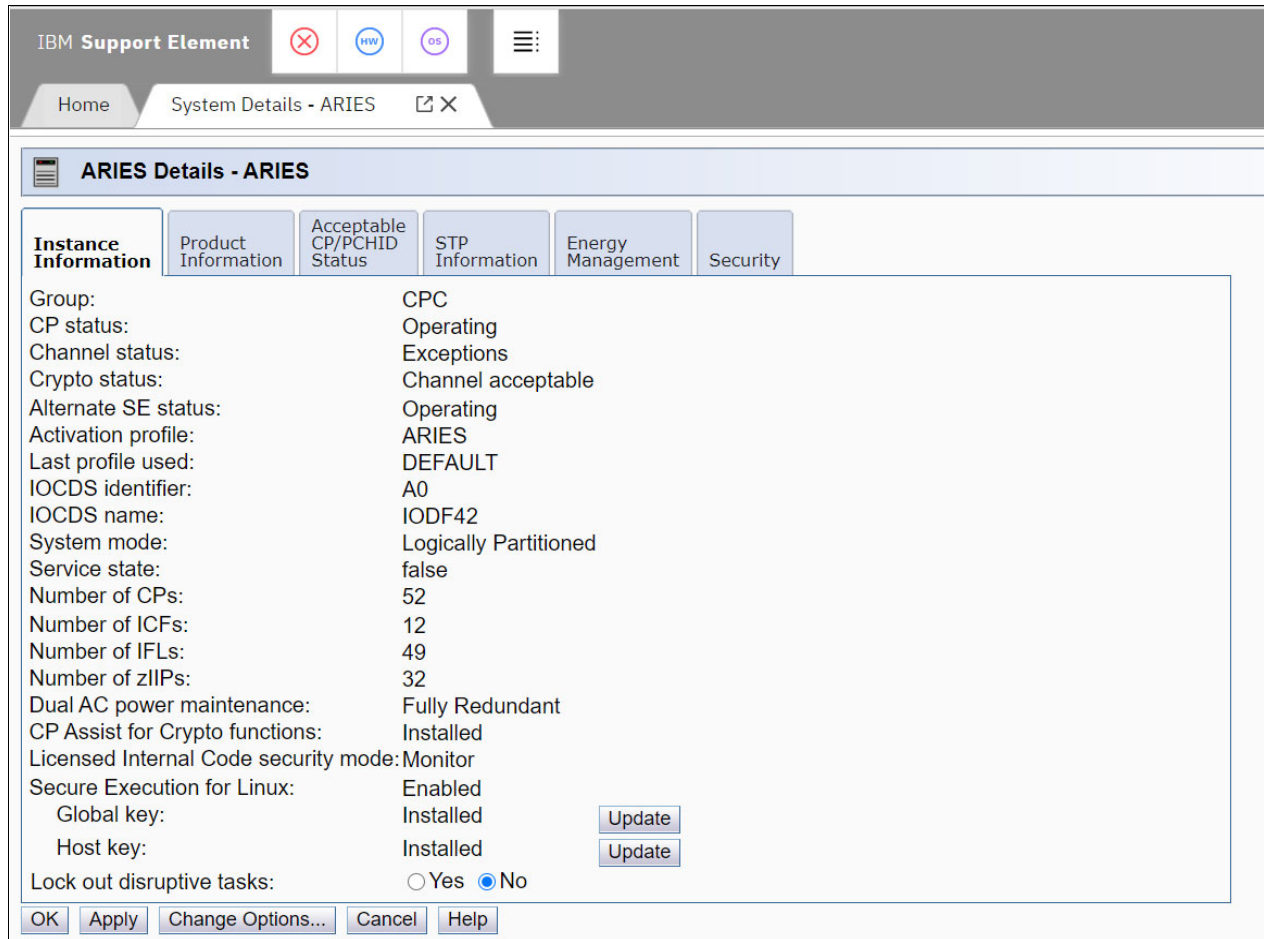 IBM Support Element
HW
OS
Home
System Details - ARIES
ARIES Details - ARIES
Instance Information
Product Information
Acceptable CP/PCHID Status
STP Information
Energy Management
Security
Group: CPC
CP status: Operating
Channel status: Exceptions
Crypto status: Channel acceptable
Alternate SE status: Operating
Activation profile: ARIES
Last profile used: DEFAULT
IOCDS identifier: A0
IOCDS name: IODF42
System mode: Logically Partitioned
Service state: false
Number of CPs: 52
Number of ICFs: 12
Number of IFLs: 49
Number of zIIPs: 32
Dual AC power maintenance: Fully Redundant
CP Assist for Crypto functions: Installed
Licensed Internal Code security mode: Monitor
Secure Execution for Linux: Enabled
Global key: Installed Update
Host key: Installed Update
Lock out disruptive tasks: Yes No
OK Apply Change Options... Cancel Help